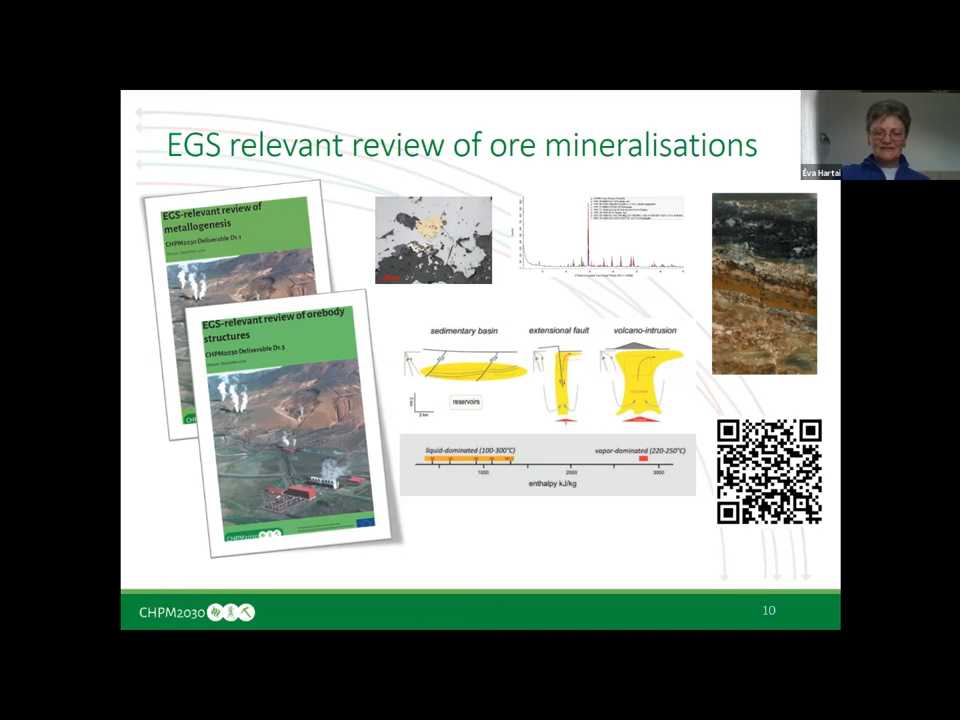 EGS relevant review of ore mineralisations
Éva Hartai
EGS-relevant review of
metallogenesis
CHPM2030 Deliverable D1.1
EGS-relevant review of orebody
structures
CHPM2030 Deliverable D1.3
CHPM2030
sedimentary basin
extensional fault
volcano-intrusion
reservoirs
2 km
liquid-dominated (100-300°C)
vapor-dominated (220-250°C)
1000
2000
3000
enthalpy kJ/kg
CHPM2030
10